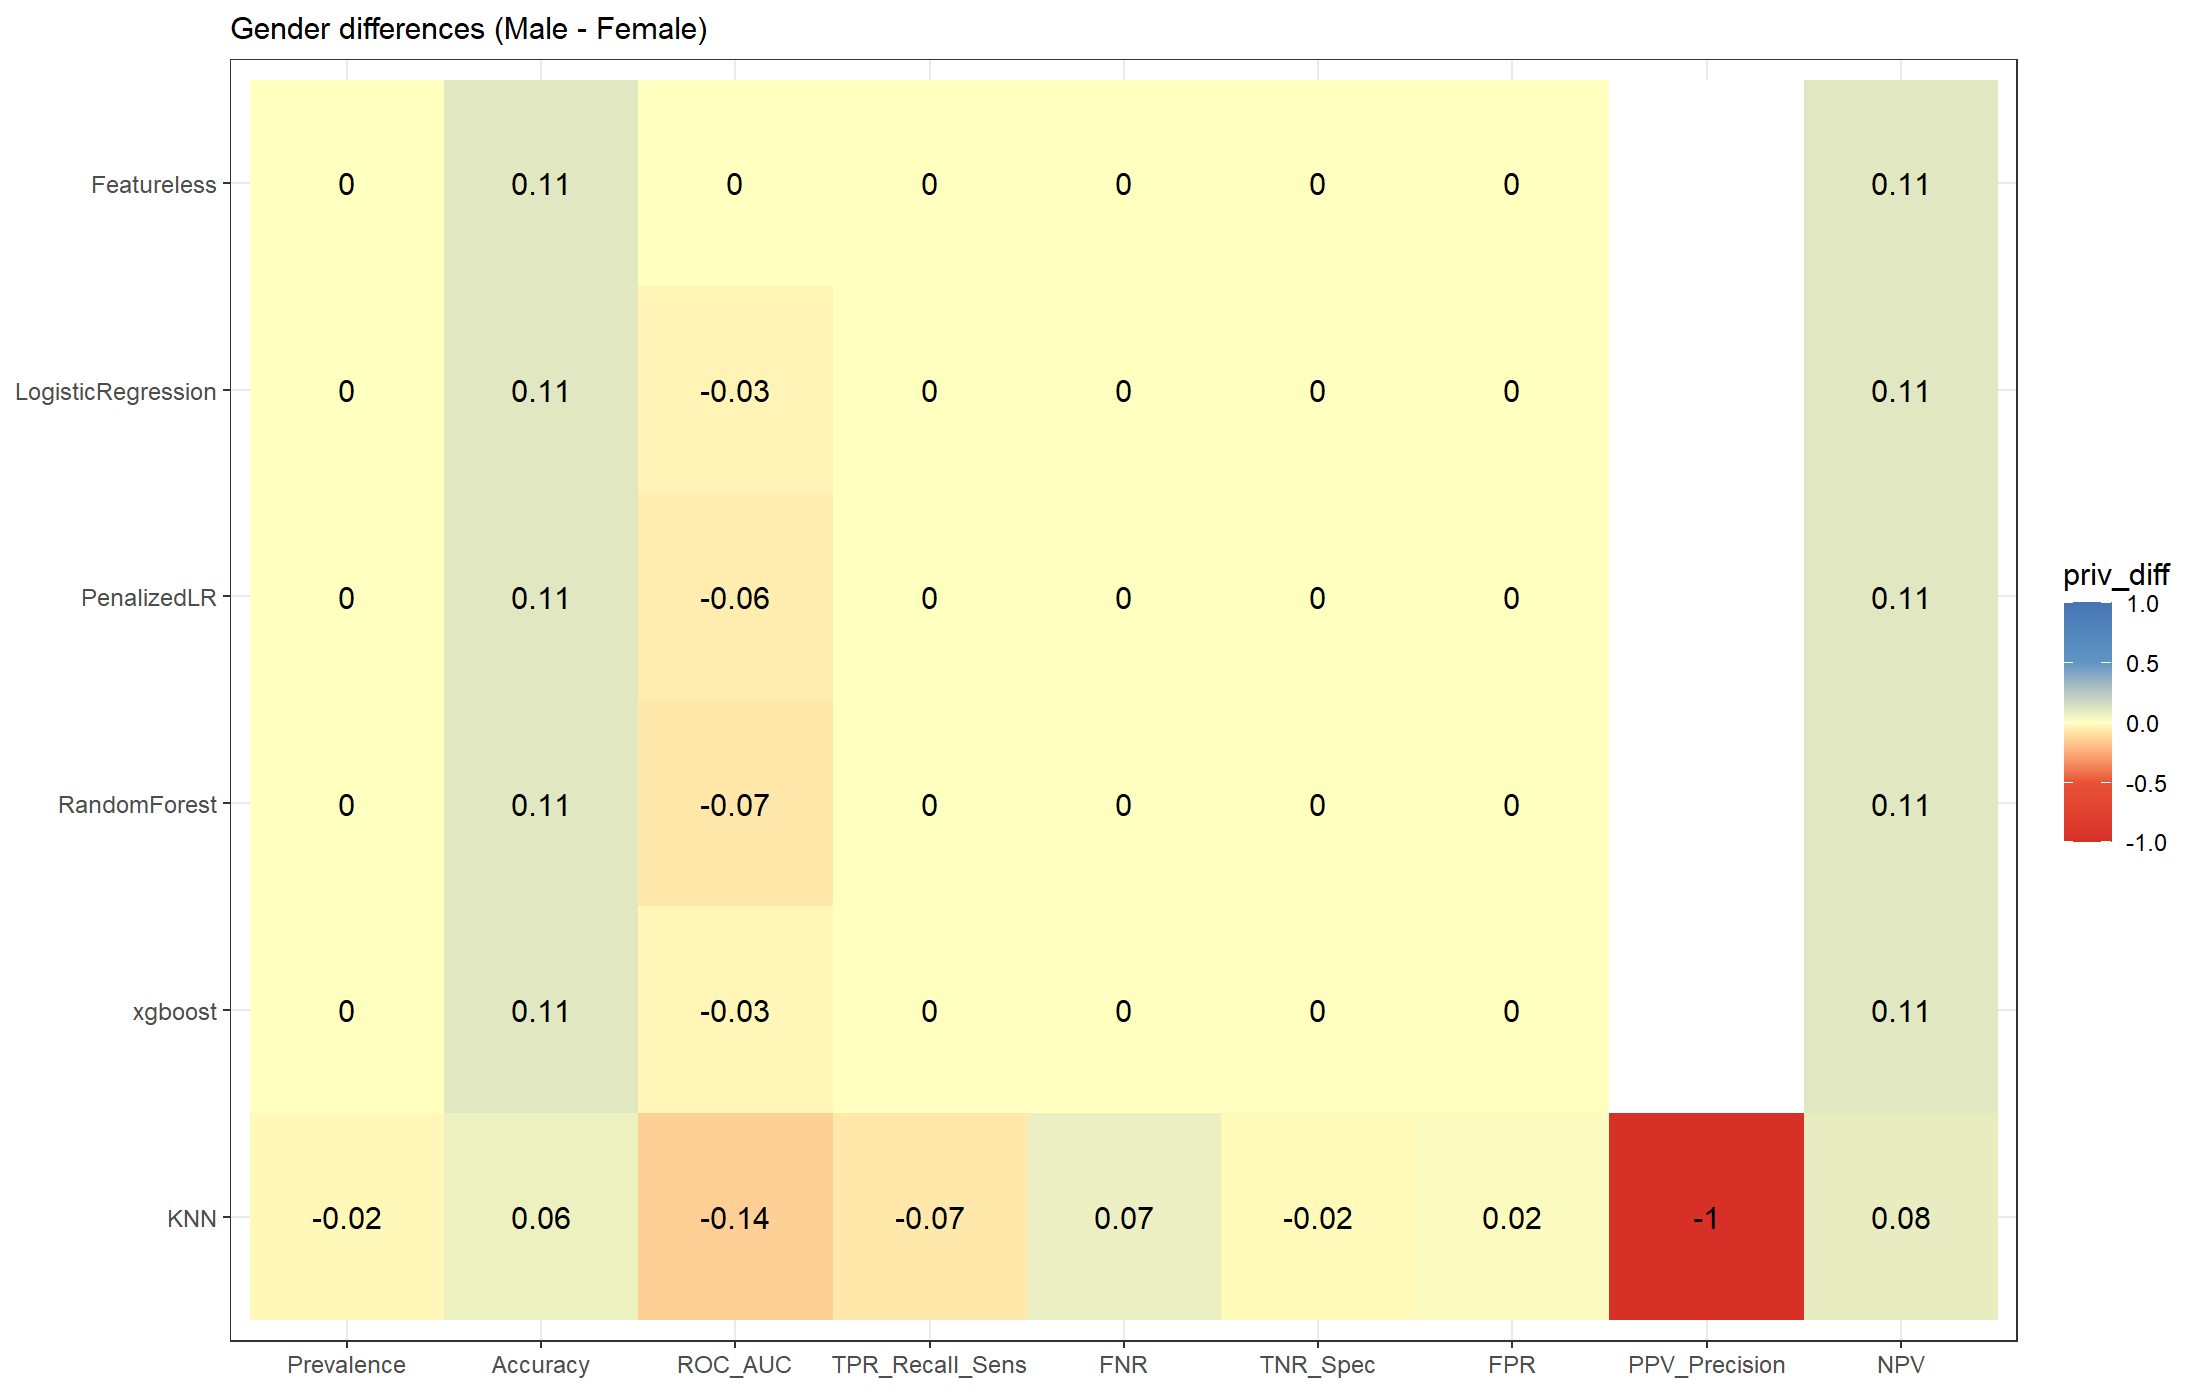 Gender differences (Male - Female)
Featureless 0 0.11 0 0 0 0 0 0.11
LogisticRegression 0 0.11 -0.03 0 0 0 0 0.11
PenalizedLR 0 0.11 -0.06 0 0 0 0 0.11
RandomForest 0 0.11 -0.07 0 0 0 0 0.11
xgboost 0 0.11 -0.03 0 0 0 0 0.11
KNN -0.02 0.06 -0.14 -0.07 0.07 -0.02 0.02 -1 0.08
Prevalence Accuracy ROC_AUC TPR_Recall_Sens FNR TNR_Spec FPR PPV_Precision NPV
priv_diff
1.0
0.5
0.0
-0.5
-1.0